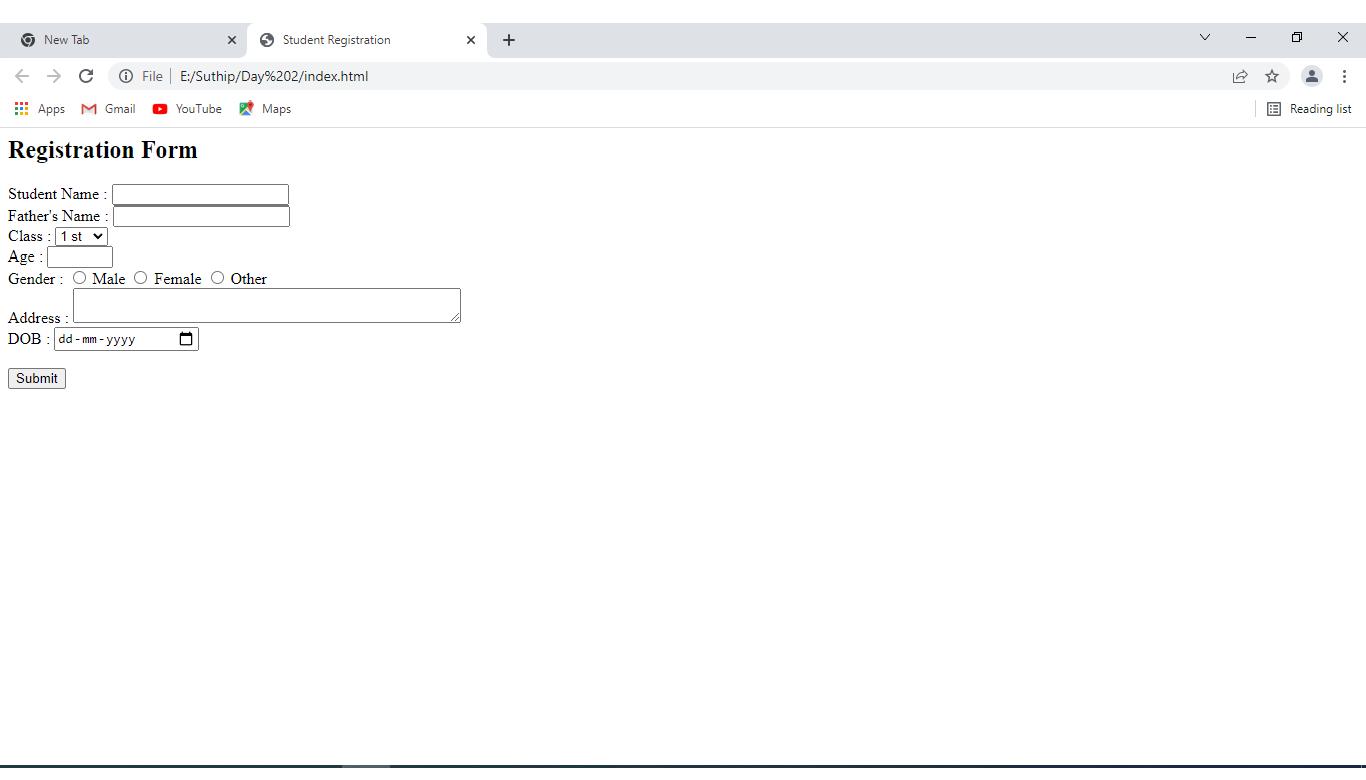 New Tab
Student Registration
File
E:/Suthip/Day%202/index.html
Apps
Gmail
YouTube
Maps
Reading list
Registration Form
Student Name :
Father's Name :
Class : 1 st
Age :
Gender : Male Female Other
Address :
DOB : dd-mm-yyyy
Submit